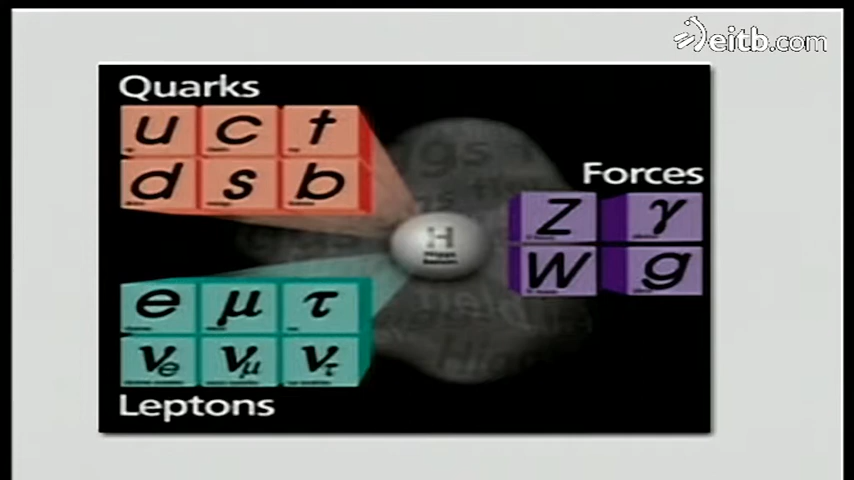 eitb.com
Quarks
u c t
d s b
Forces
Z γ
W g
H
e μ τ
νe νμ ντ
Leptons